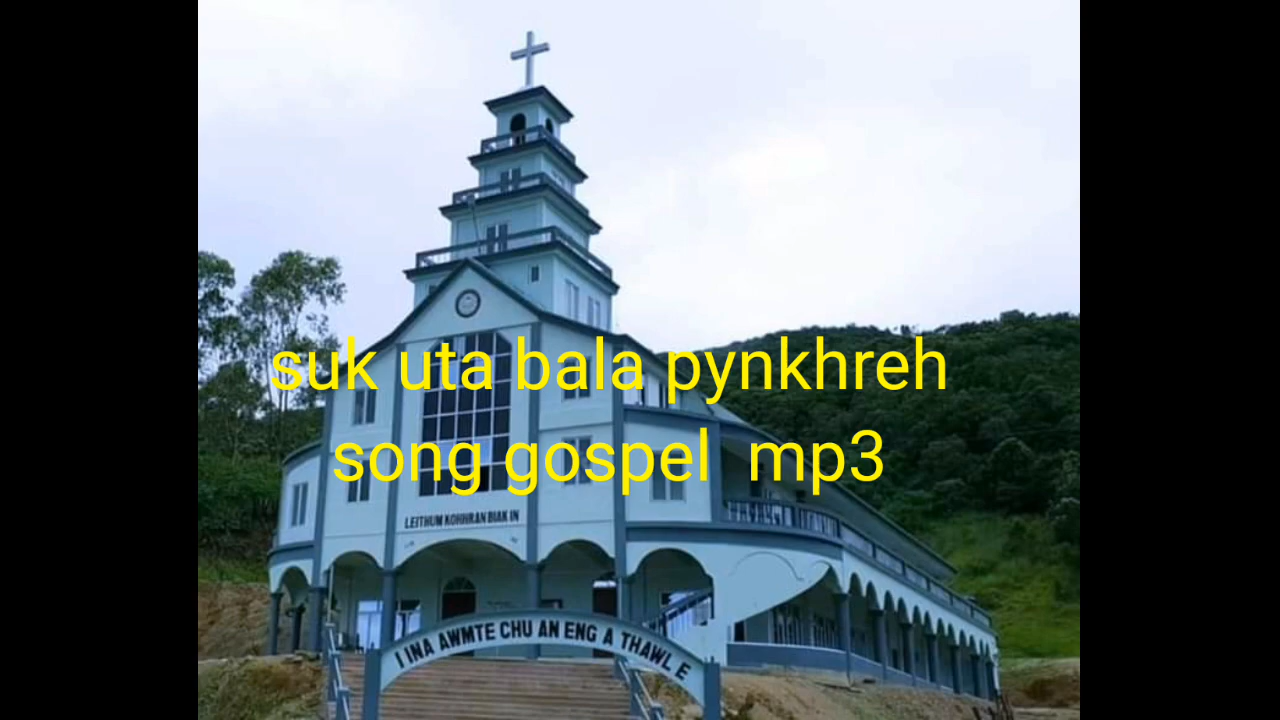 suk uta bala pynkhreh
song gospel mp3
LEITHUM KOHHRAN BIAK IN
I INA AWMTE CHU AN ENG A THAWL E